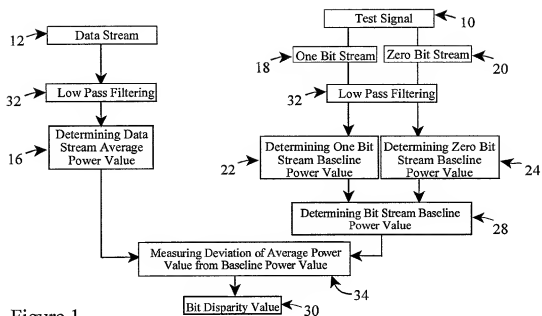 Test Signal
10
12
Data Stream
18
One Bit Stream
Zero Bit Stream
20
32
Low Pass Filtering
32
Low Pass Filtering
16
Determining Data
Stream Average
Power Value
22
Determining One Bit
Stream Baseline
Power Value
Determining Zero Bit
Stream Baseline
Power Value
24
Determining Bit Stream Baseline
Power Value
28
Measuring Deviation of Average Power
Value from Baseline Power Value
34
Bit Disparity Value
30
Figure 1